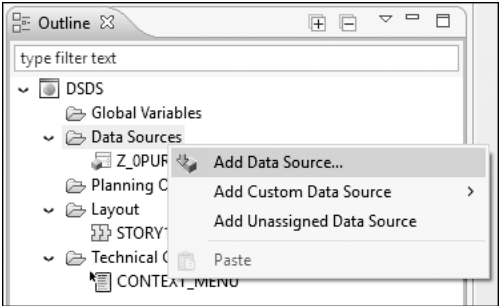 Outline
type filter text
DSDS
Global Variables
Data Sources
Z_0PUR
Add Data Source...
Planning
Add Custom Data Source
Layout
Add Unassigned Data Source
STORY
Technical
Paste
CONTEXT_MENU